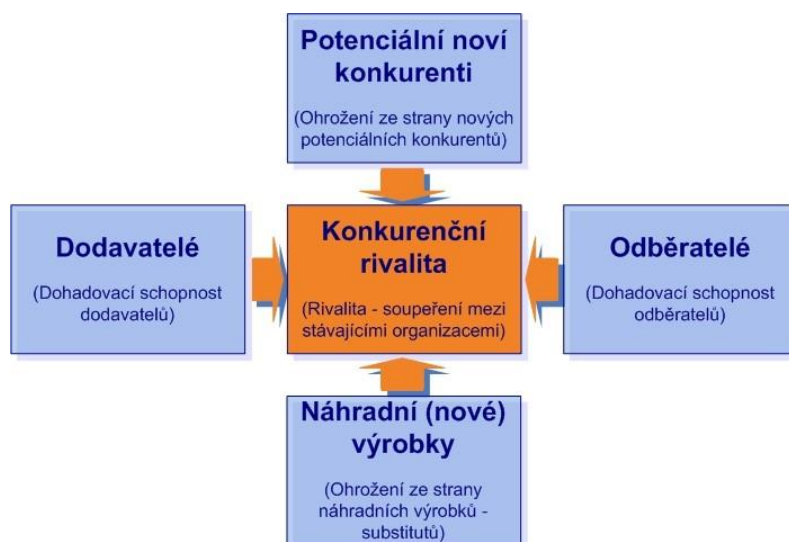 Potenciální noví
konkurenti
(Ohrožení ze strany nových
potenciálních konkurentů)
Dodavatelé
(Dohadovací schopnost
dodavatelů)
Konkurenční
rivalita
(Rivalita - soupeření mezi
stávajícími organizacemi)
Odběratelé
(Dohadovací schopnost
odběratelů)
Náhradní (nové)
výrobky
(Ohrožení ze strany
náhradních výrobků -
substitutů)